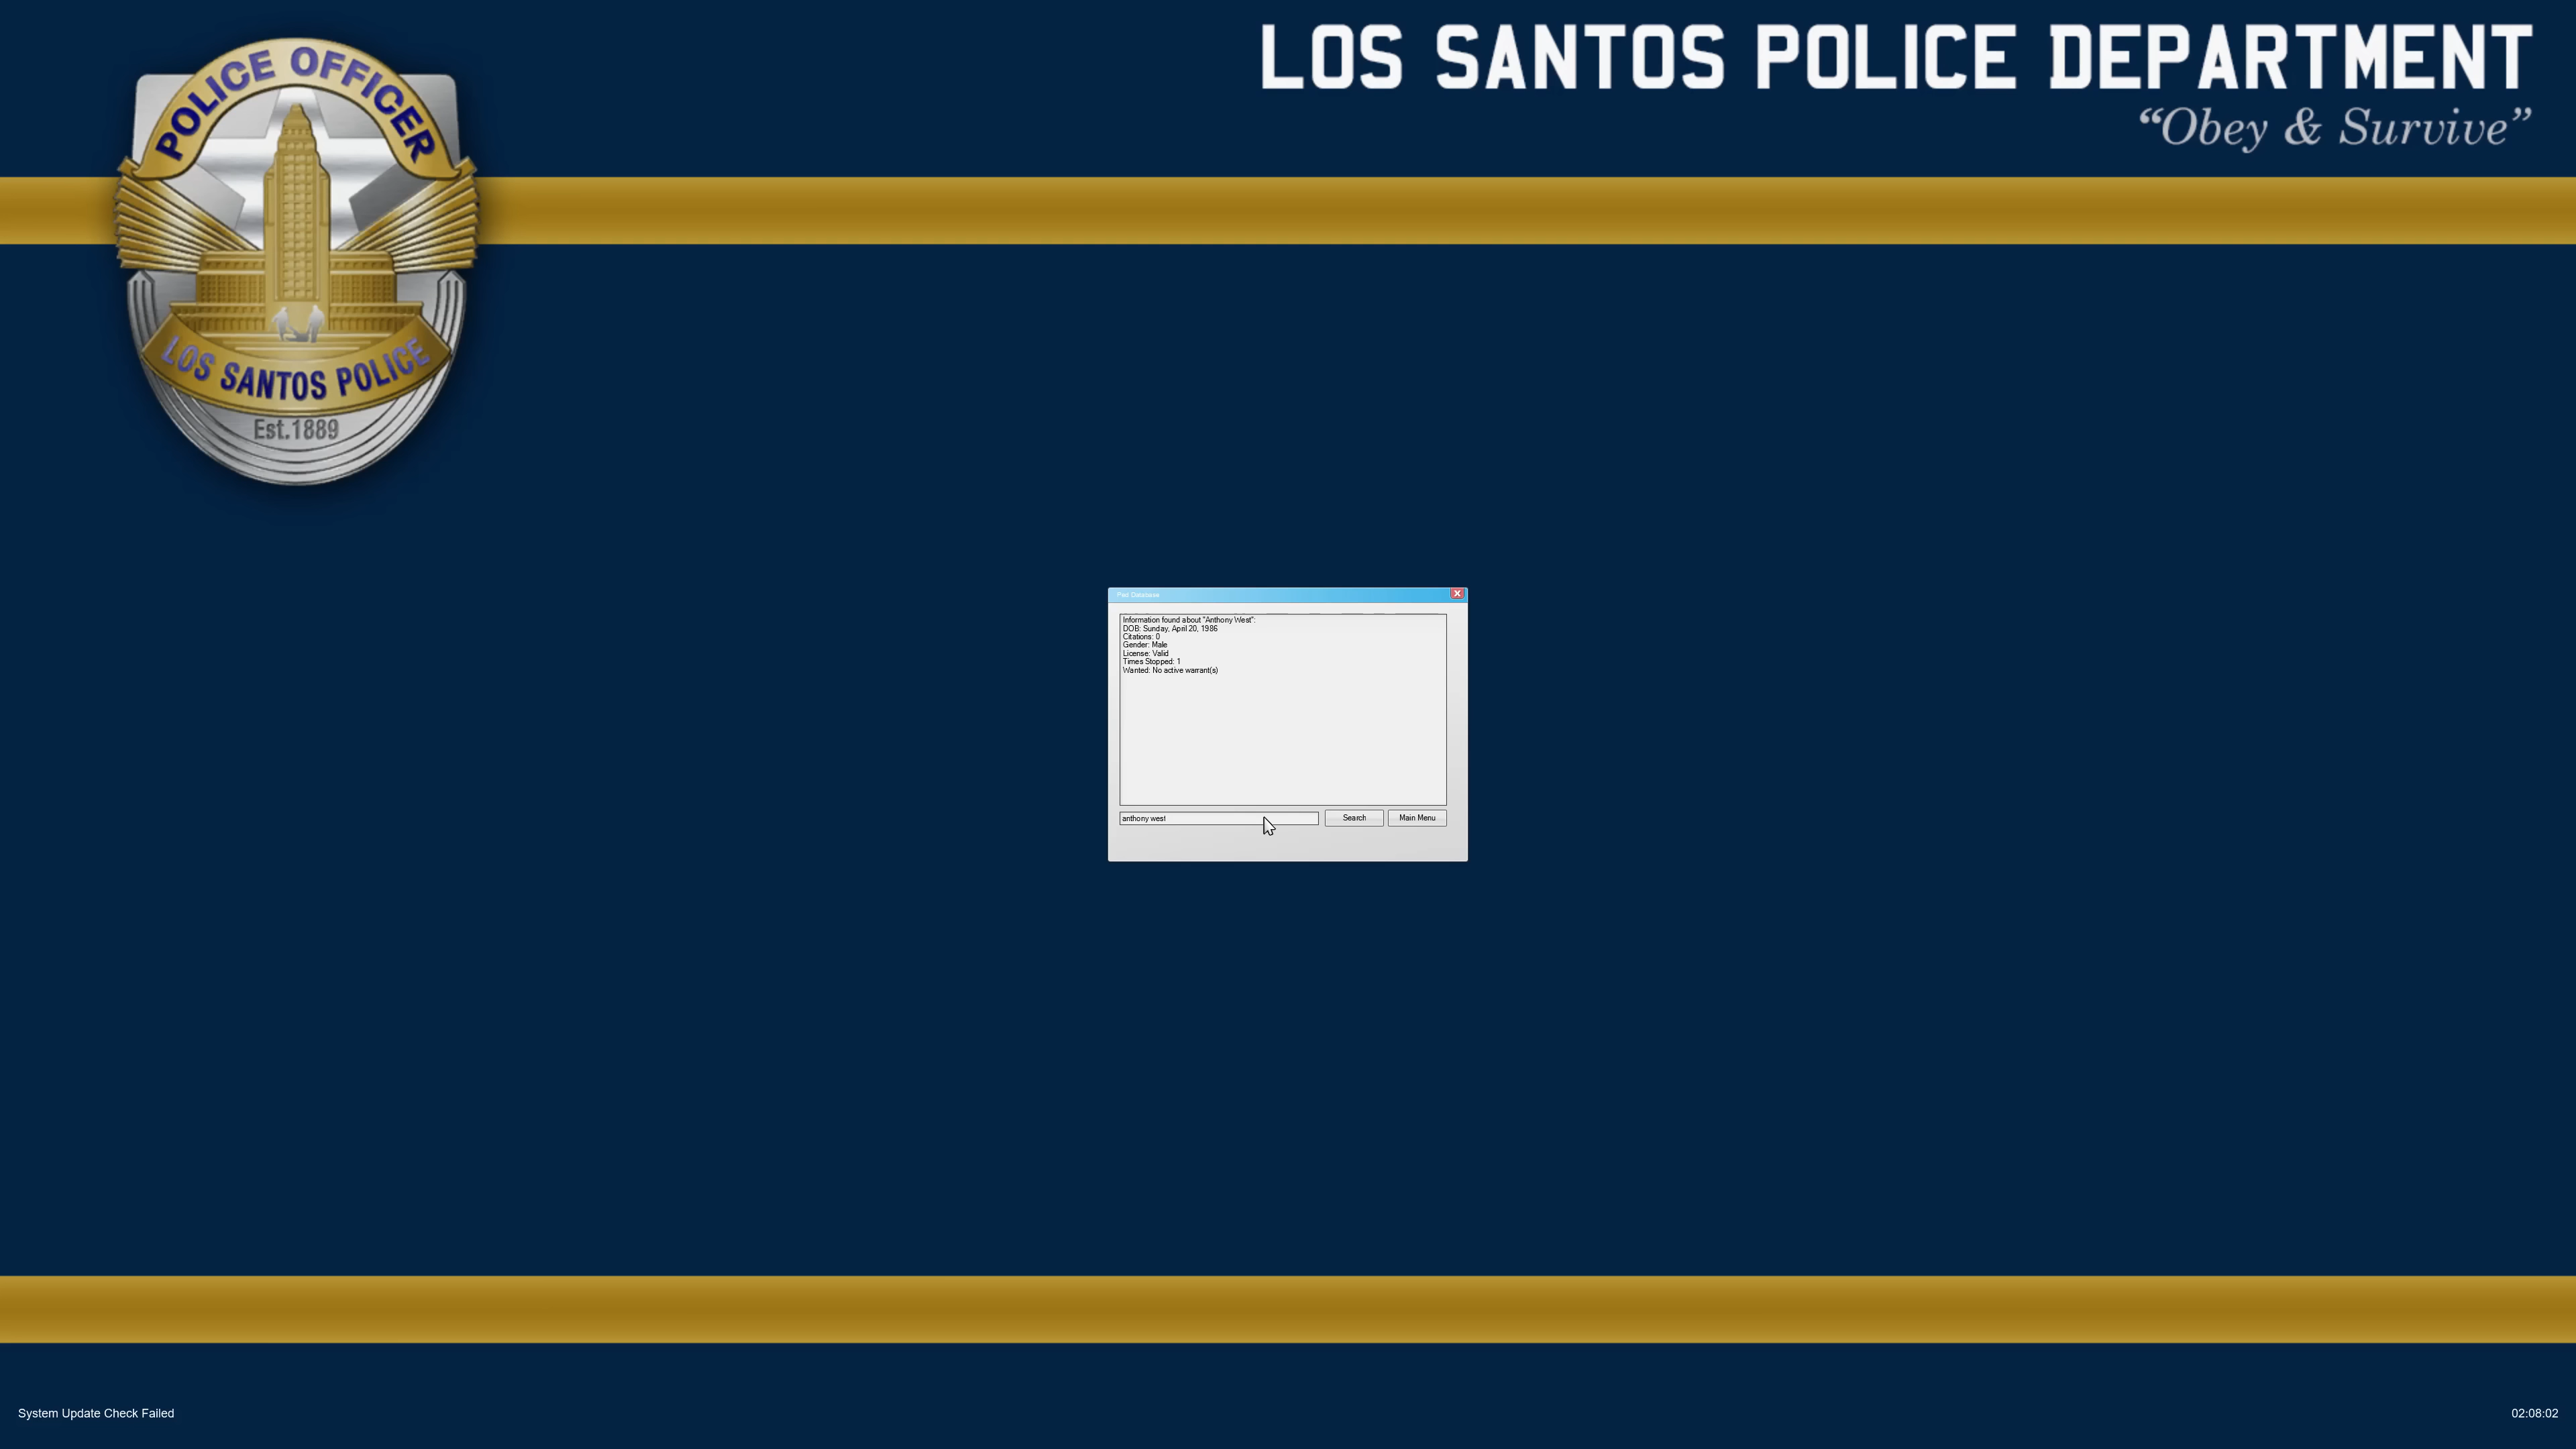 LOS SANTOS POLICE DEPARTMENT
“Obey & Survive”
POLICE OFFICER
LOS SANTOS POLICE
Est.1889
Ped Database
Information found about "Anthony West":
DOB: Sunday, April 20, 1986
Citations: 0
Gender: Male
License: Valid
Times Stopped: 1
Wanted: No active warrant(s)
anthony west
Search
Main Menu
System Update Check Failed
02:08:02